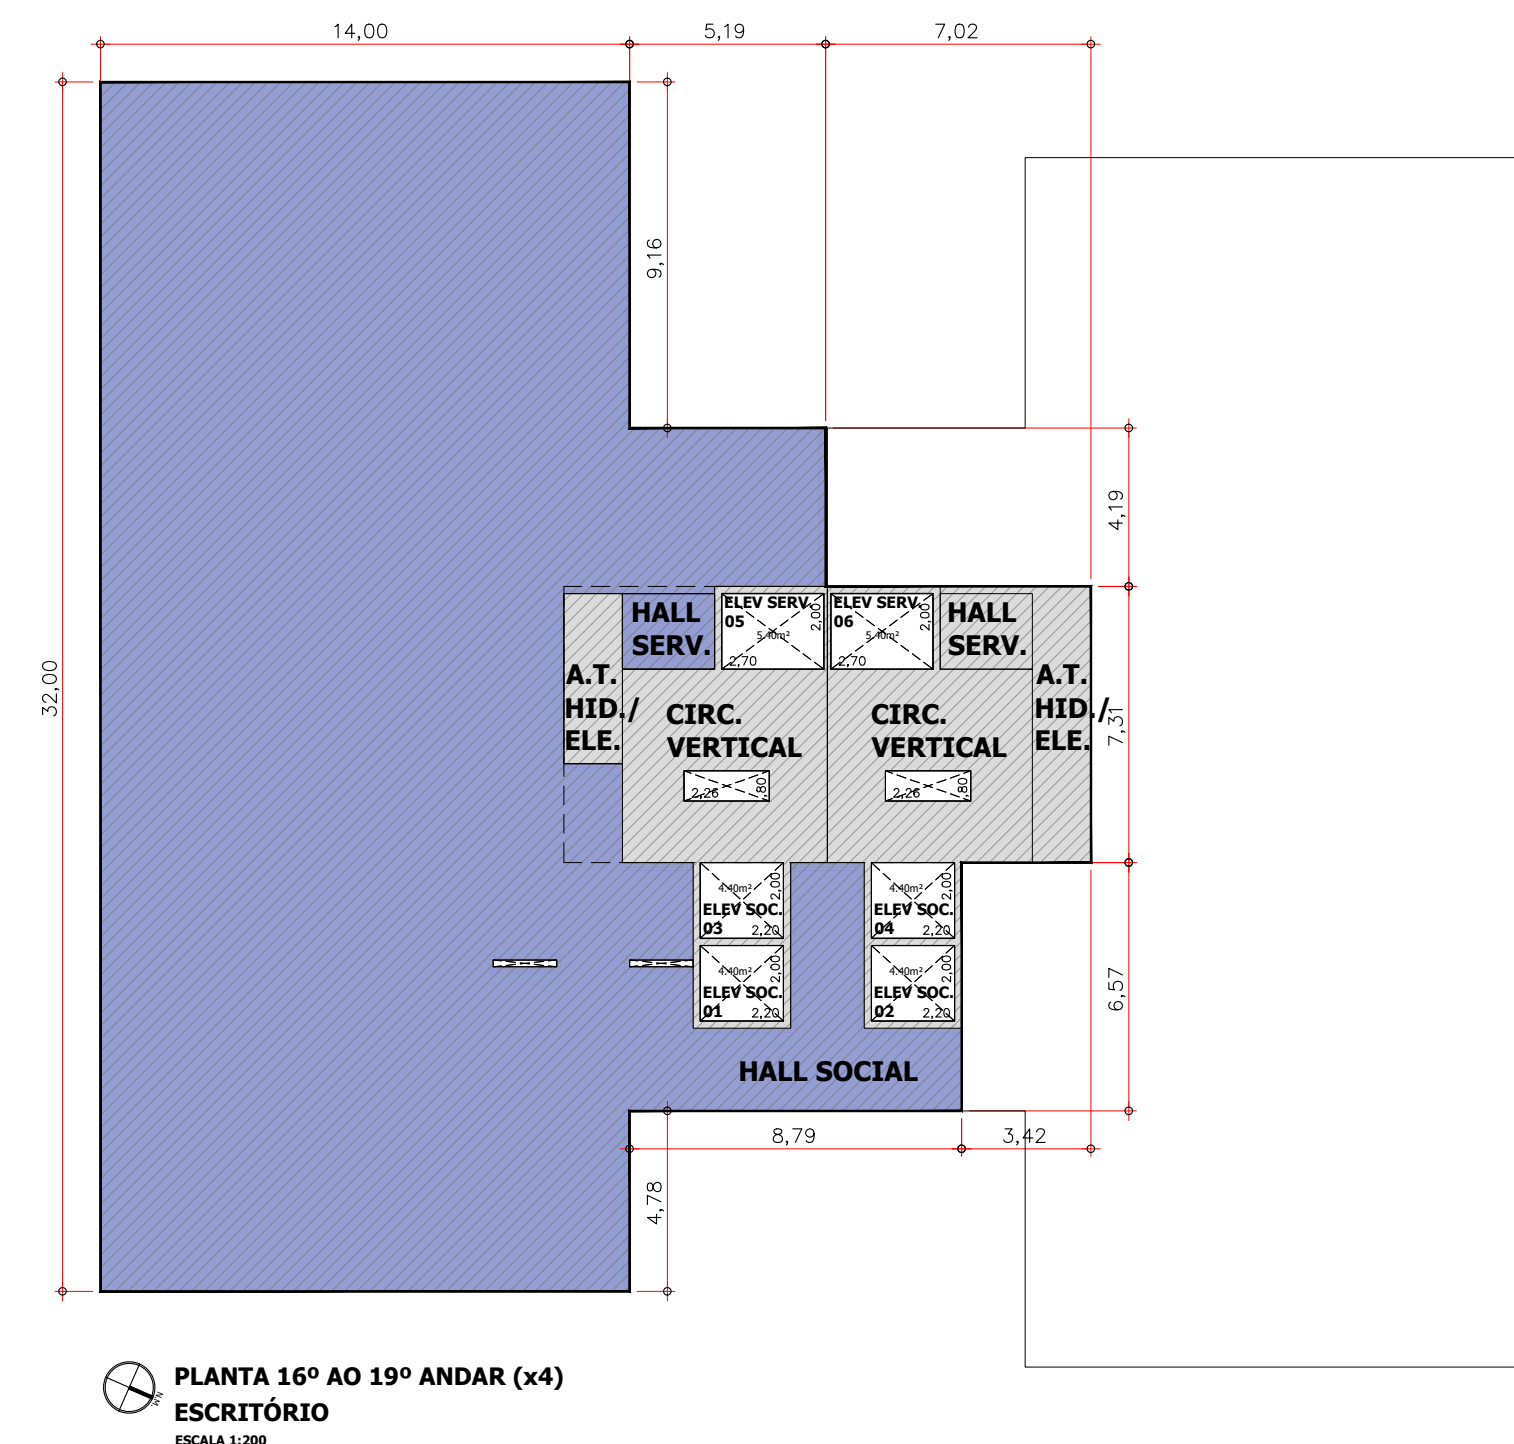 14,00
5,19
7,02
9,16
4,19
32,00
HALL
SERV.
ELEV SERV.
05
5.40m²
2,00
2,70
ELEV SERV.
06
5.40m²
2,00
2,70
HALL
SERV.
A.T.
HID./
ELE.
CIRC.
VERTICAL
2,26
,80
CIRC.
VERTICAL
2,26
,80
A.T.
HID./
ELE.
7,31
4.40m²
2,00
ELEV SOC.
03
2,20
4.40m²
2,00
ELEV SOC.
04
2,20
4.40m²
2,00
ELEV SOC.
01
2,20
4.40m²
2,00
ELEV SOC.
02
2,20
6,57
HALL SOCIAL
8,79
3,42
4,78
N.M.
PLANTA 16º AO 19º ANDAR (x4)
ESCRITÓRIO
ESCALA 1:200